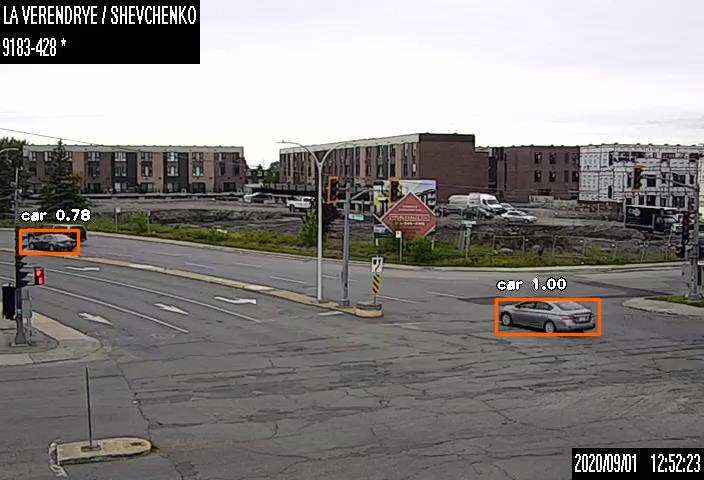 LA VERENDRYE / SHEVCHENKO
9183-428 *
car 0.78
car 1.00
2020/09/01 12:52:23